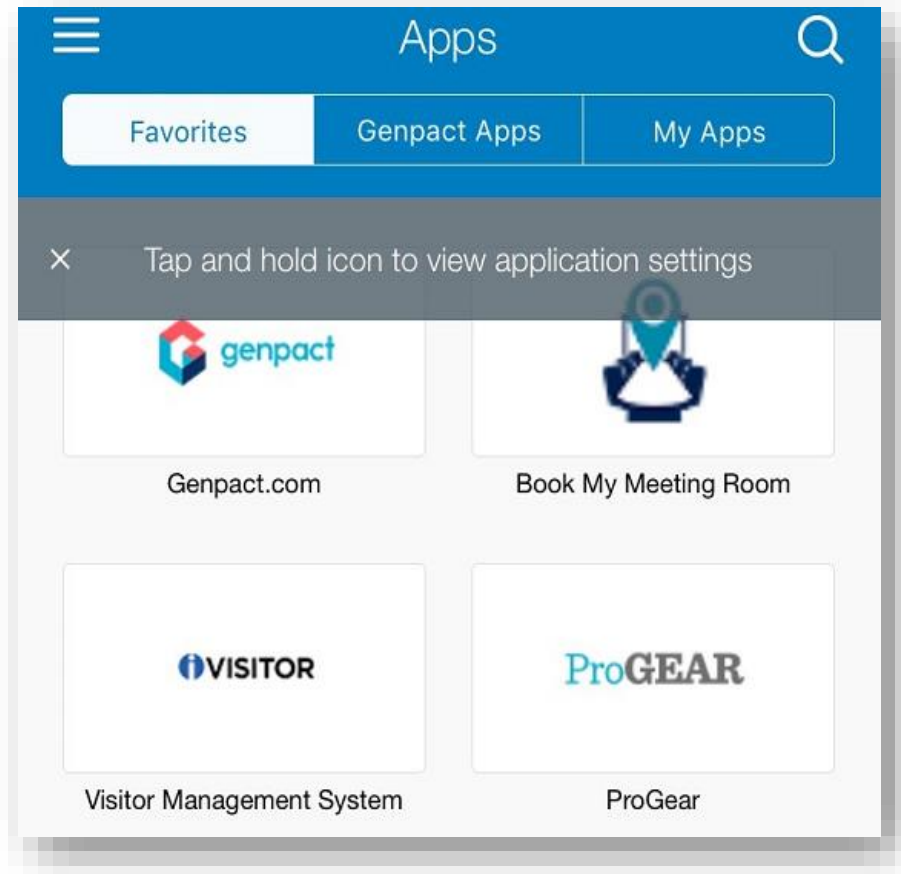 Apps
Favorites Genpact Apps My Apps
× Tap and hold icon to view application settings
genpact
Genpact.com Book My Meeting Room
iVISITOR ProGEAR
Visitor Management System ProGear